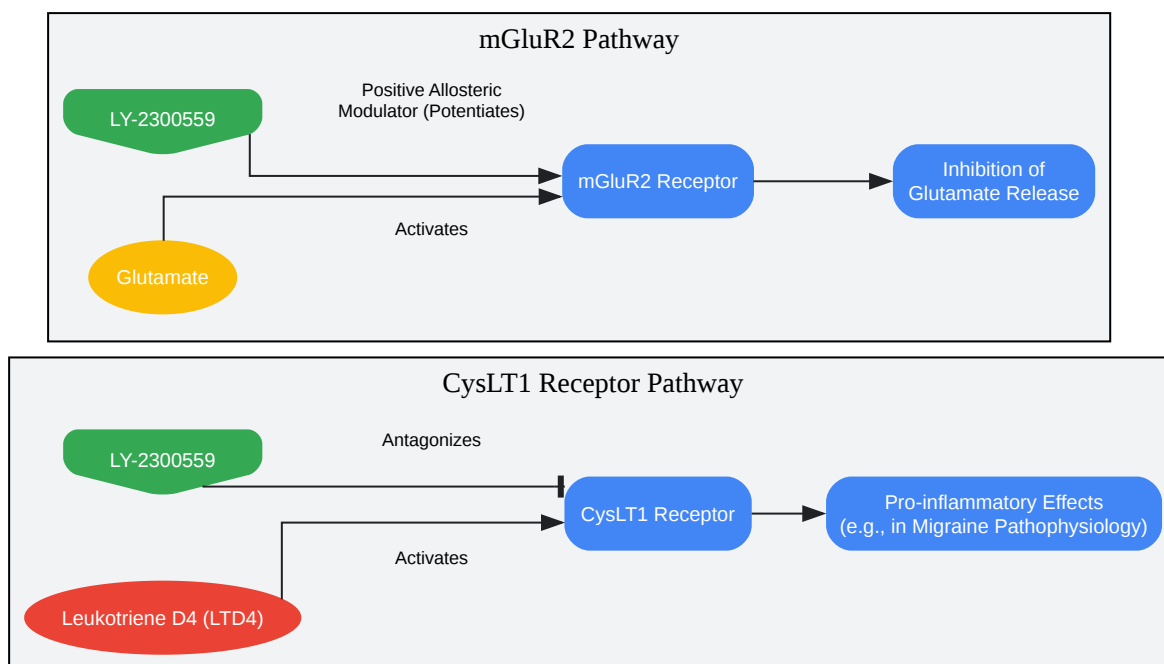 mGluR2 Pathway
LY-2300559
Positive Allosteric
Modulator (Potentiates)
mGluR2 Receptor
Inhibition of
Glutamate Release
Activates
Glutamate
CysLT1 Receptor Pathway
LY-2300559
Antagonizes
CysLT1 Receptor
Pro-inflammatory Effects
(e.g., in Migraine Pathophysiology)
Activates
Leukotriene D4 (LTD4)